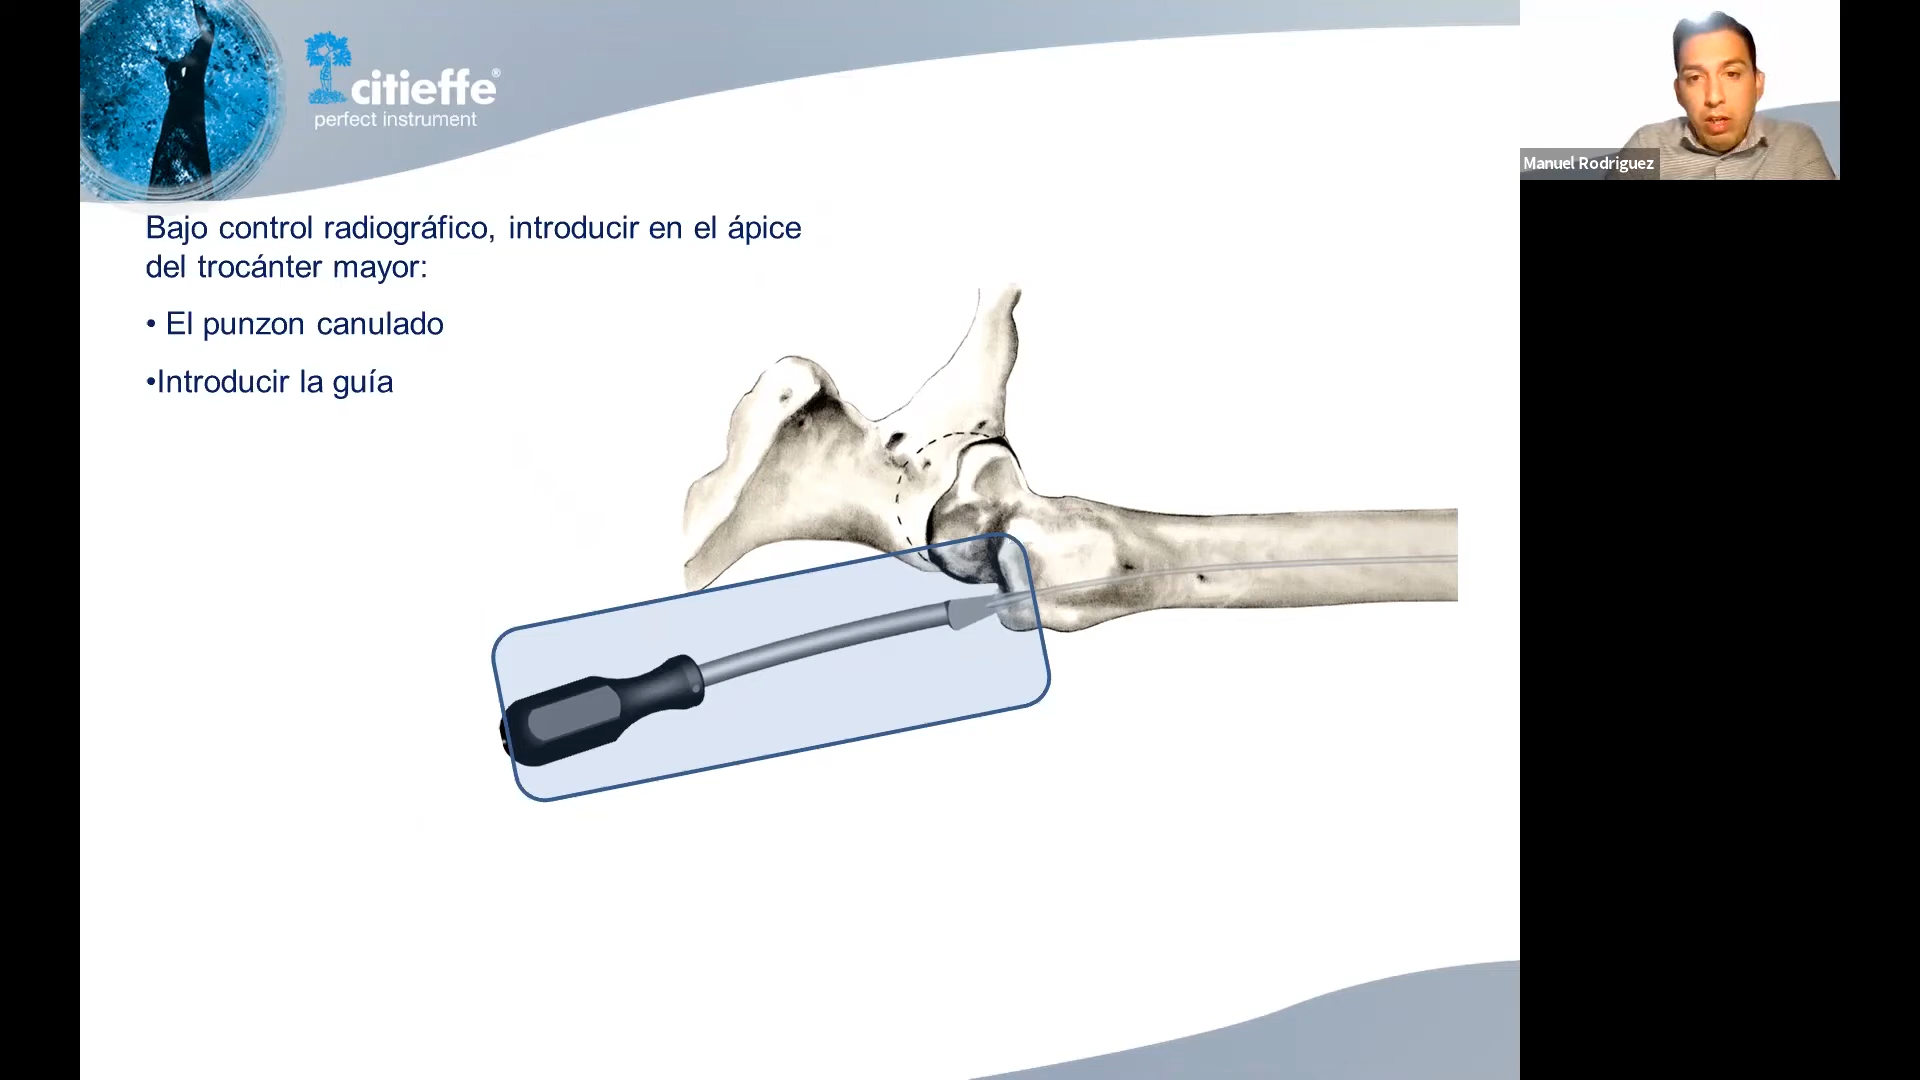 citieffe®
perfect instrument
Manuel Rodriguez
Bajo control radiográfico, introducir en el ápice
del trocánter mayor:
• El punzon canulado
•Introducir la guía